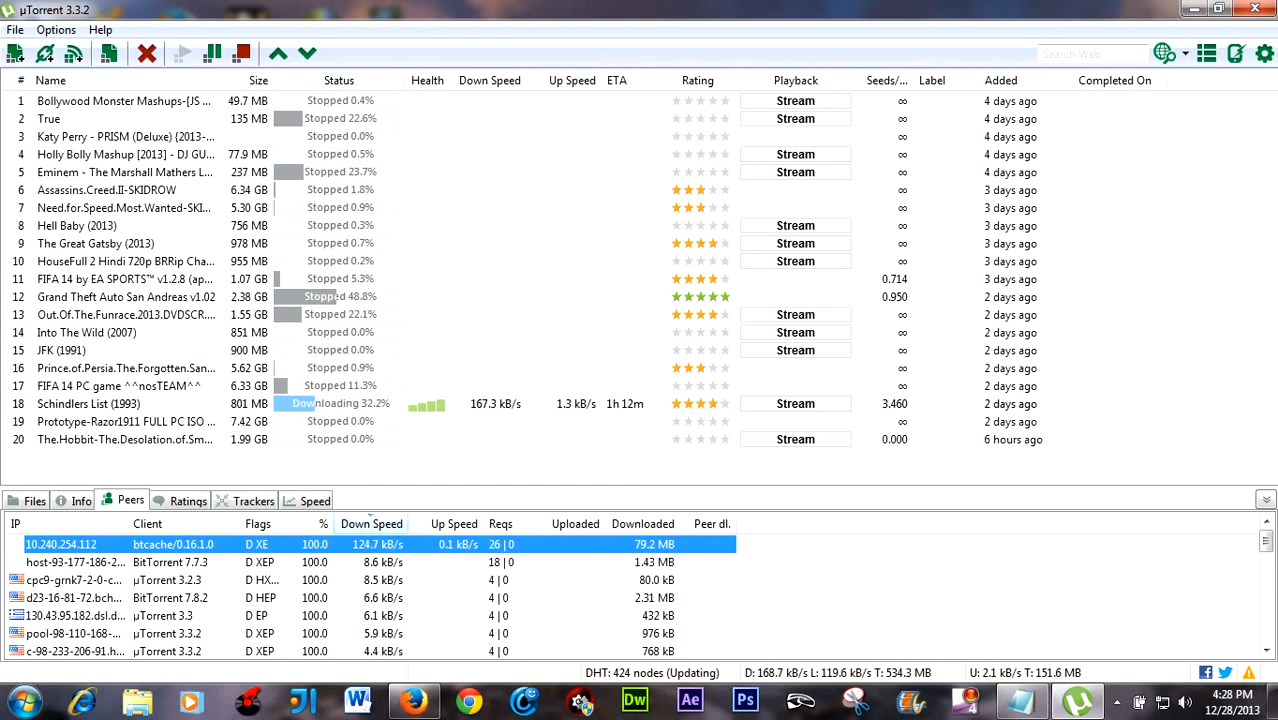 µTorrent 3.3.2
File Options Help
Search Web
# Name Size Status Health Down Speed Up Speed ETA Rating Playback Seeds/... Label Added Completed On
1 Bollywood Monster Mashups-[JS ... 49.7 MB Stopped 0.4% Stream ∞ 4 days ago
2 True 135 MB Stopped 22.6% Stream ∞ 4 days ago
3 Katy Perry - PRISM (Deluxe) {2013-... Stopped 0.0% ∞ 4 days ago
4 Holly Bolly Mashup [2013] - DJ GU... 77.9 MB Stopped 0.5% Stream ∞ 4 days ago
5 Eminem - The Marshall Mathers L... 237 MB Stopped 23.7% Stream ∞ 4 days ago
6 Assassins.Creed.II-SKIDROW 6.34 GB Stopped 1.8% ∞ 3 days ago
7 Need.for.Speed.Most.Wanted-SKI... 5.30 GB Stopped 0.9% ∞ 3 days ago
8 Hell Baby (2013) 756 MB Stopped 0.3% Stream ∞ 3 days ago
9 The Great Gatsby (2013) 978 MB Stopped 0.7% Stream ∞ 3 days ago
10 HouseFull 2 Hindi 720p BRRip Cha... 955 MB Stopped 0.2% Stream ∞ 3 days ago
11 FIFA 14 by EA SPORTS™ v1.2.8 (ap... 1.07 GB Stopped 5.3% 0.714 3 days ago
12 Grand Theft Auto San Andreas v1.02 2.38 GB Stopped 48.8% 0.950 2 days ago
13 Out.Of.The.Funrace.2013.DVDSCR.... 1.55 GB Stopped 22.1% Stream ∞ 2 days ago
14 Into The Wild (2007) 851 MB Stopped 0.0% Stream ∞ 2 days ago
15 JFK (1991) 900 MB Stopped 0.0% Stream ∞ 2 days ago
16 Prince.of.Persia.The.Forgotten.San... 5.62 GB Stopped 0.9% ∞ 2 days ago
17 FIFA 14 PC game ^^nosTEAM^^ 6.33 GB Stopped 11.3% ∞ 2 days ago
18 Schindlers List (1993) 801 MB Downloading 32.2% 167.3 kB/s 1.3 kB/s 1h 12m Stream 3.460 2 days ago
19 Prototype-Razor1911 FULL PC ISO ... 7.42 GB Stopped 0.0% ∞ 2 days ago
20 The.Hobbit-The.Desolation.of.Sm... 1.99 GB Stopped 0.0% Stream 0.000 6 hours ago
Files Info Peers Ratings Trackers Speed
IP Client Flags % Down Speed Up Speed Reqs Uploaded Downloaded Peer dl.
10.240.254.112 btcache/0.16.1.0 D XE 100.0 124.7 kB/s 0.1 kB/s 26 | 0 79.2 MB
host-93-177-186-2... BitTorrent 7.7.3 D XEP 100.0 8.6 kB/s 18 | 0 1.43 MB
cpc9-grnk7-2-0-c... µTorrent 3.2.3 D HX... 100.0 8.5 kB/s 4 | 0 80.0 kB
d23-16-81-72.bch... BitTorrent 7.8.2 D HEP 100.0 6.6 kB/s 4 | 0 2.31 MB
130.43.95.182.dsl.d... µTorrent 3.3 D EP 100.0 6.1 kB/s 4 | 0 432 kB
pool-98-110-168-... µTorrent 3.3.2 D XEP 100.0 5.9 kB/s 4 | 0 976 kB
c-98-233-206-91.h... µTorrent 3.3.2 D XEP 100.0 4.4 kB/s 4 | 0 768 kB
DHT: 424 nodes (Updating) D: 168.7 kB/s L: 119.6 kB/s T: 534.3 MB U: 2.1 kB/s T: 151.6 MB
W Dw Ae Ps 4 4:28 PM
12/28/2013